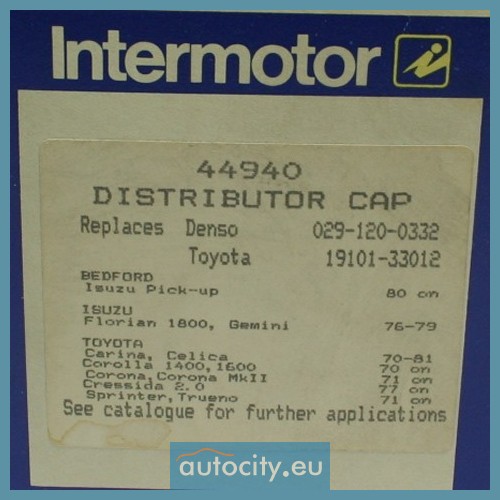 Intermotor
44940
DISTRIBUTOR CAP
Replaces Denso 029-120-0332
Toyota 19101-33012
BEDFORD
Isuzu Pick-up 80 on
ISUZU
Florian 1800, Gemini 76-79
TOYOTA
Carina, Celica 70-81
Corolla 1400,1600 70 on
Corona,Corona MkII 71 on
Cressida 2.0 77 on
Sprinter,Trueno 71 on
See catalogue for further applications
autocity.eu